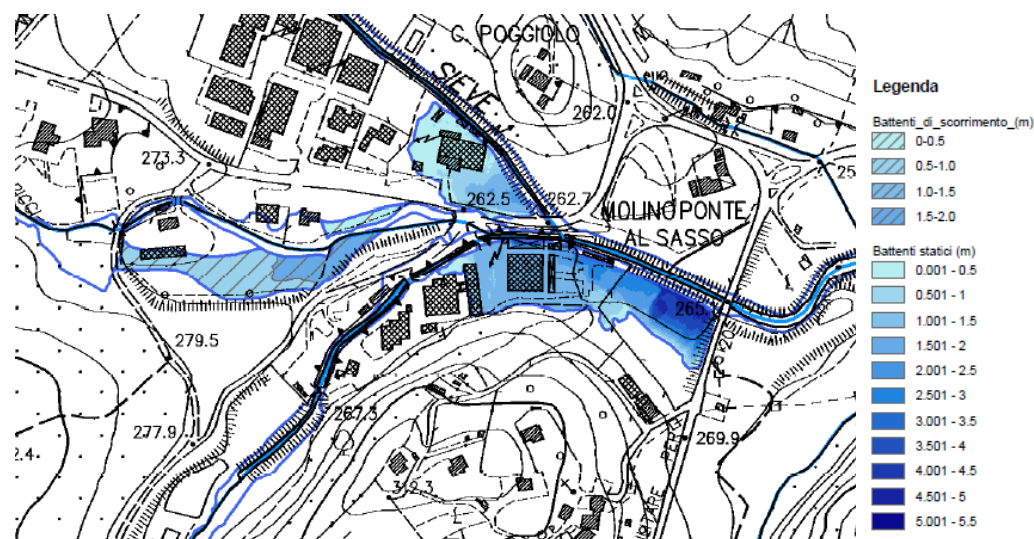 C. POGGIOLO
SIEVE
262.0
273.3
25
262.5
262.7
MOLINO PONTE
AL SASSO
265.
279.5
267.3
277.9
2.4
269.9
Legenda
Battenti_di_scorrimento_(m)
0-0.5
0.5-1.0
1.0-1.5
1.5-2.0
Battenti statici (m)
0.001 - 0.5
0.501 - 1
1.001 - 1.5
1.501 - 2
2.001 - 2.5
2.501 - 3
3.001 - 3.5
3.501 - 4
4.001 - 4.5
4.501 - 5
5.001 - 5.5